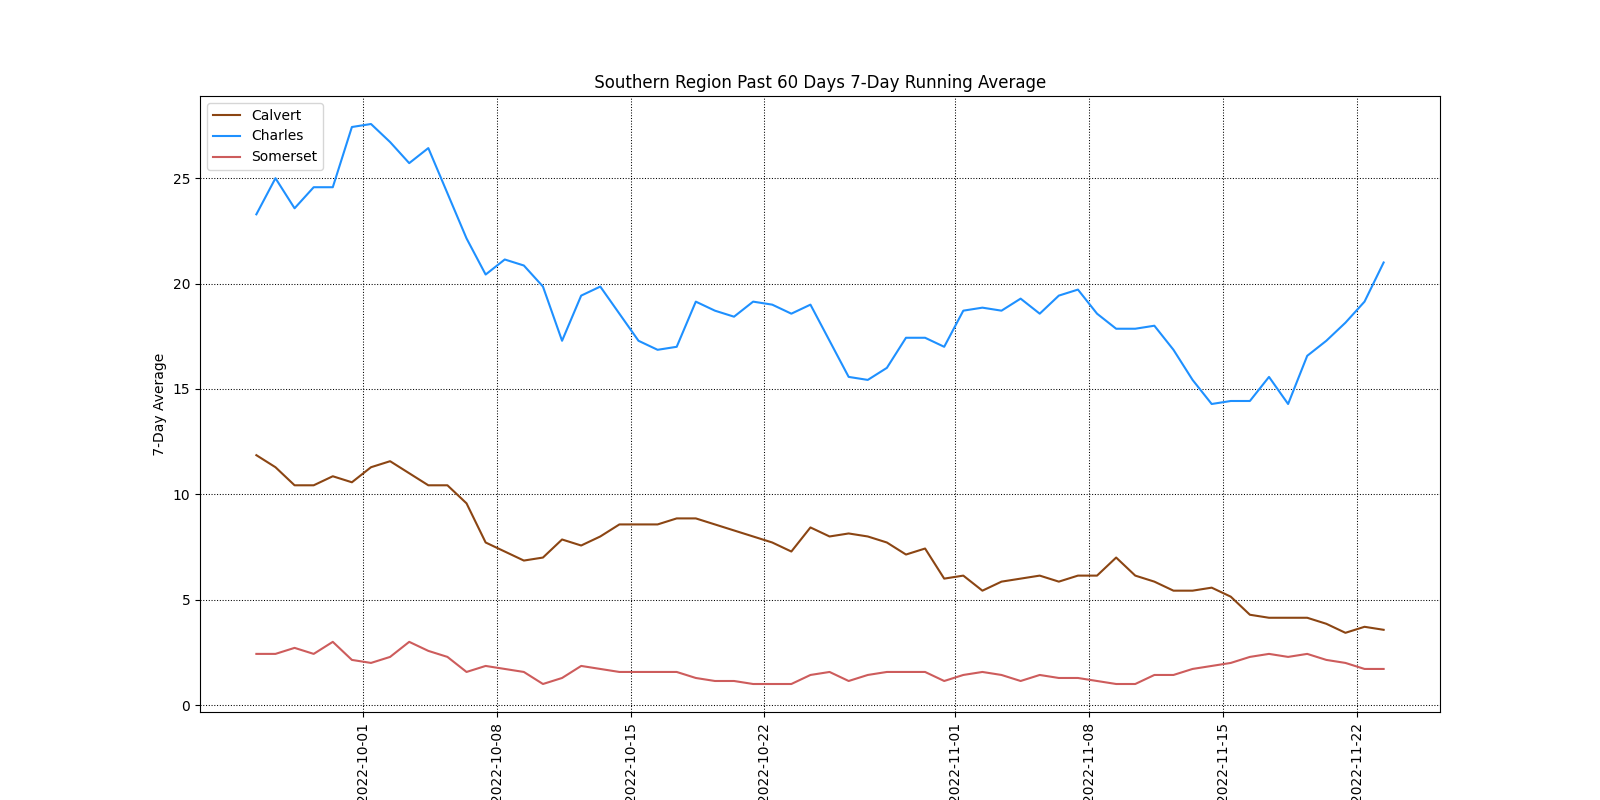 Southern Region Past 60 Days 7-Day Running Average
Calvert
Charles
Somerset
25
20
15
10
5
0
7-Day Average
2022-10-01
2022-10-08
2022-10-15
2022-10-22
2022-11-01
2022-11-08
2022-11-15
2022-11-22